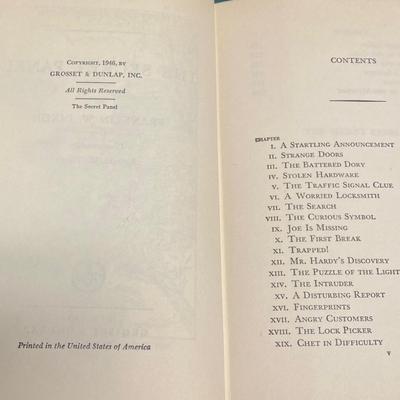 Copyright, 1946, by
GROSSET & DUNLAP, INC.
All Rights Reserved
The Secret Panel
Printed in the United States of America
CONTENTS
CHAPTER
I. A Startling Announcement
II. Strange Doors
III. The Battered Dory
IV. Stolen Hardware
V. The Traffic Signal Clue
VI. A Worried Locksmith
VII. The Search
VIII. The Curious Symbol
IX. Joe Is Missing
X. The First Break
XI. Trapped!
XII. Mr. Hardy's Discovery
XIII. The Puzzle of the Light
XIV. The Intruder
XV. A Disturbing Report
XVI. Fingerprints
XVII. Angry Customers
XVIII. The Lock Picker
XIX. Chet in Difficulty
v